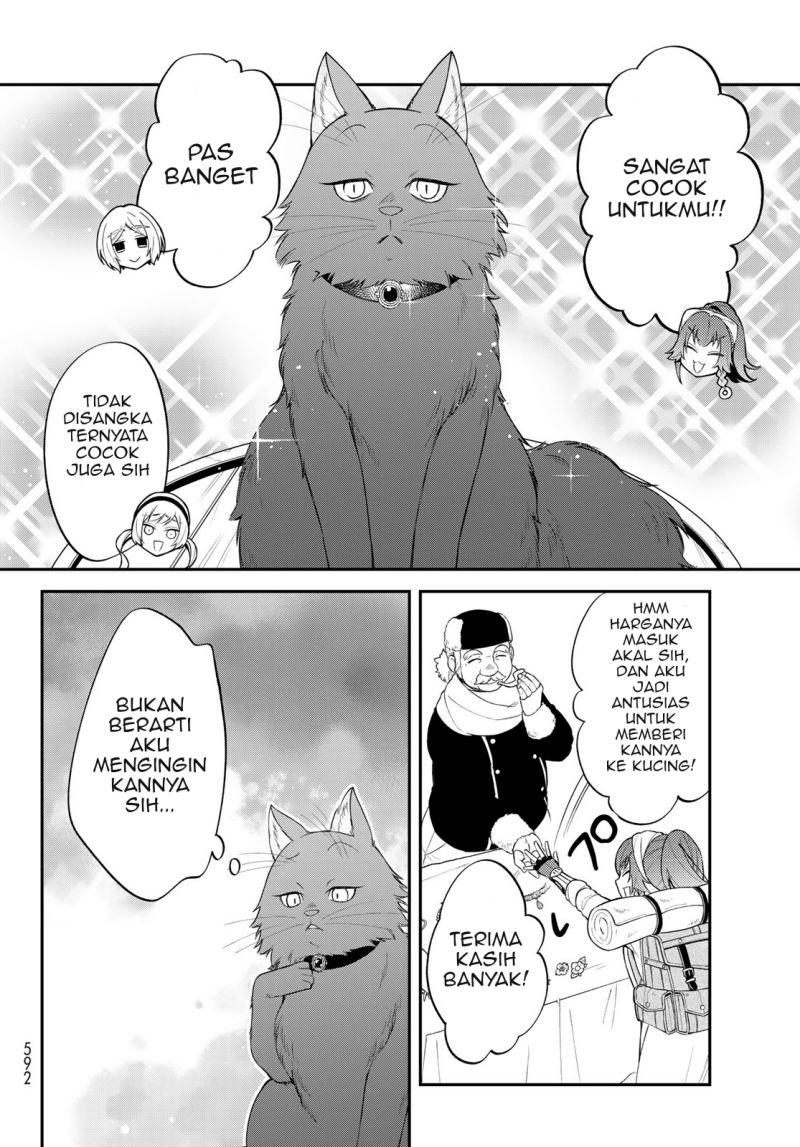 SANGAT
COCOK
UNTUKMU!!
PAS
BANGET
TIDAK
DISANGKA
TERNYATA
COCOK
JUGA SIH
HMM
HARGANYA
MASUK
AKAL SIH,
DAN AKU
JADI
ANTUSIAS
UNTUK
MEMBERI
KANNYA
KE KUCING!
TERIMA
KASIH
BANYAK!
BUKAN
BERARTI
AKU
MENGINGIN
KANNYA
SIH...
592